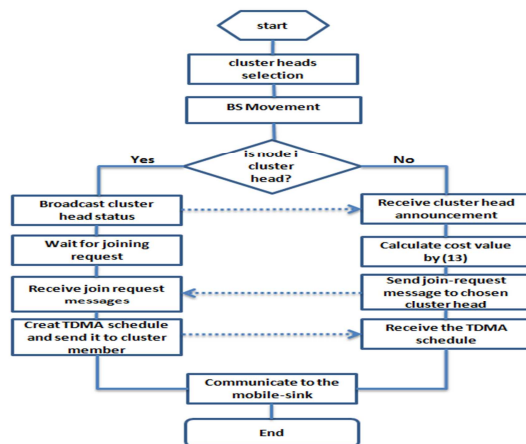 start
cluster heads
selection
BS Movement
is node i
cluster
head?
Yes
No
Broadcast cluster
head status
Receive cluster head
announcement
Wait for joining
request
Calculate cost value
by (13)
Receive join request
messages
Send join-request
message to chosen
cluster head
Creat TDMA schedule
and send it to cluster
member
Receive the TDMA
schedule
Communicate to the
mobile-sink
End